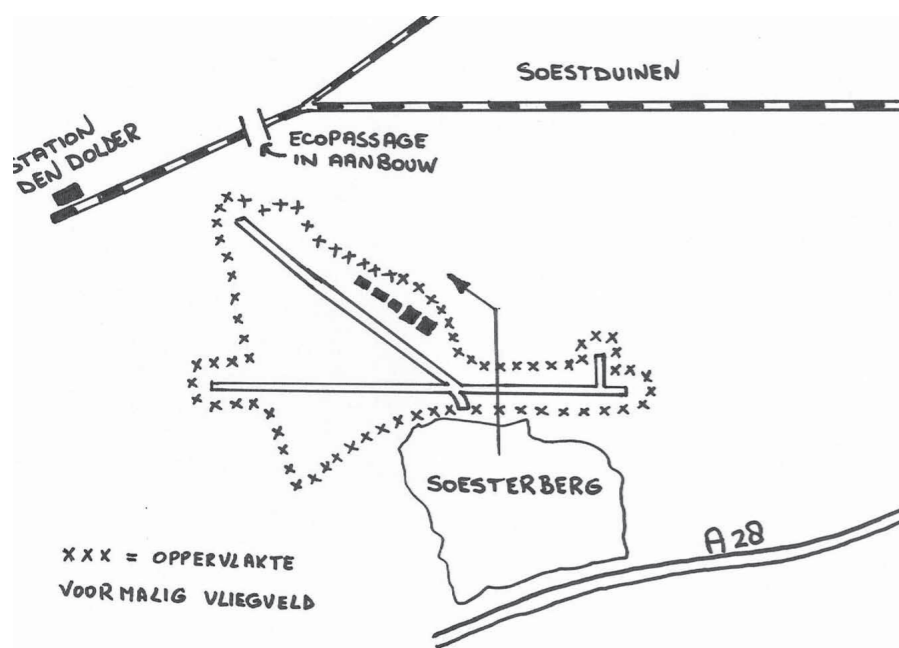 SOESTDUINEN
STATION
DEN DOLDER
ECOPASSAGE
IN AANBOUW
SOESTERBERG
A28
xxx = OPPERVLAKTE
VOORMALIG VLIEGVELD